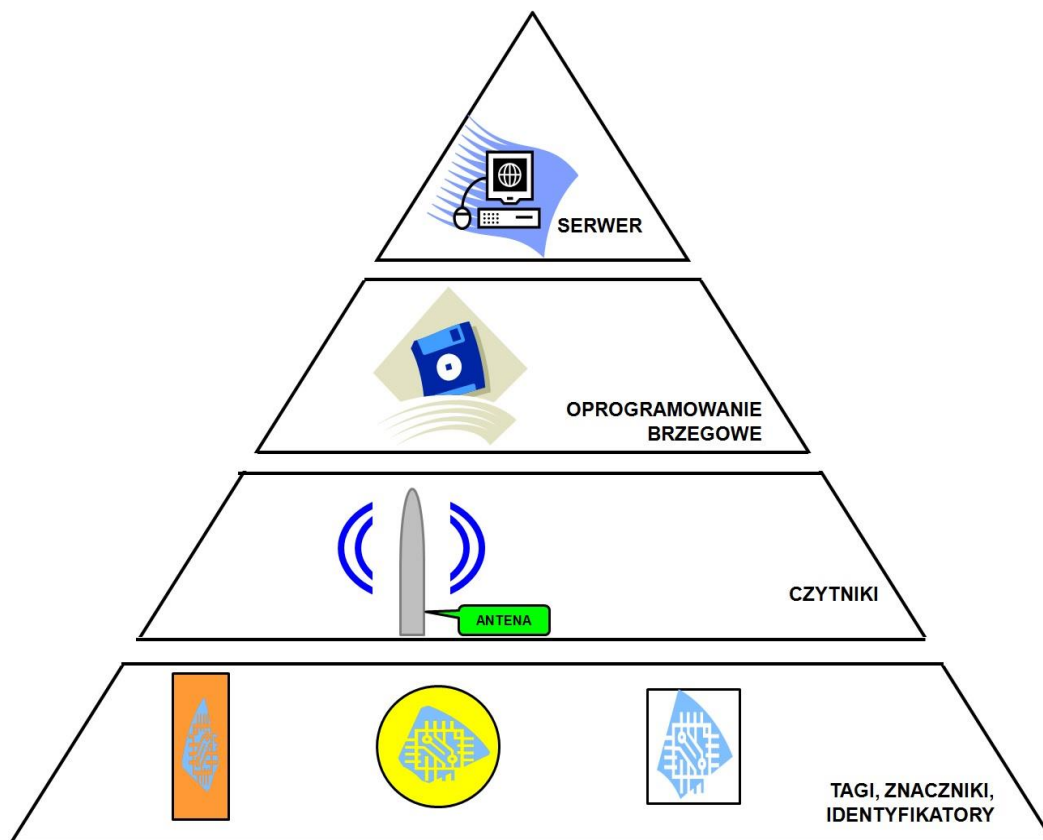 SERWER
OPROGRAMOWANIE
BRZEGOWE
CZYTNIKI
ANTENA
TAGI, ZNACZNIKI,
IDENTYFIKATORY